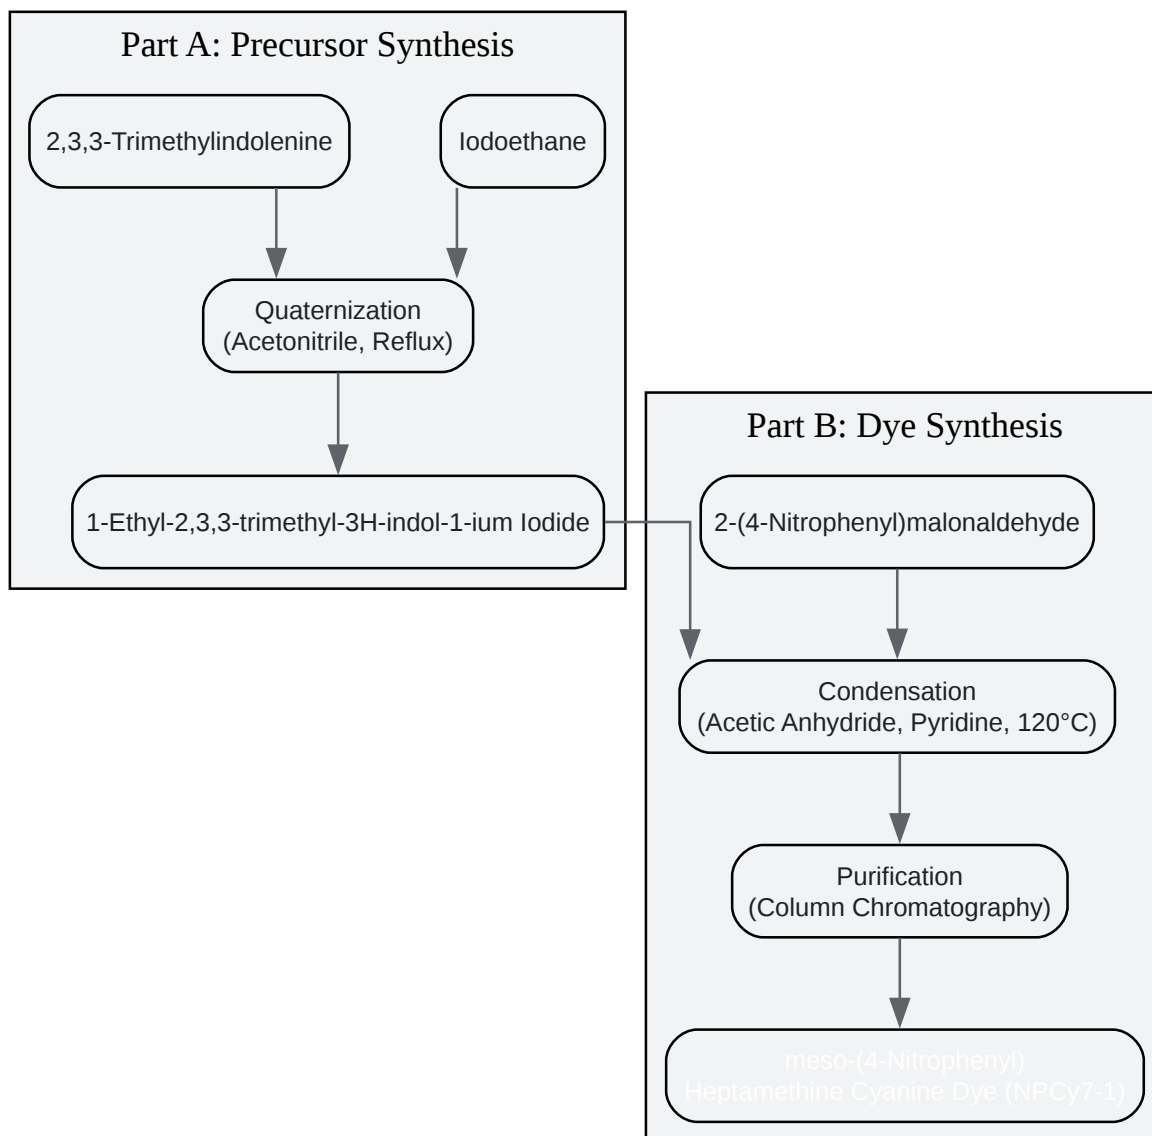 Part A: Precursor Synthesis
2,3,3-Trimethylindolenine
Iodoethane
Quaternization
(Acetonitrile, Reflux)
1-Ethyl-2,3,3-trimethyl-3H-indol-1-ium Iodide
Part B: Dye Synthesis
2-(4-Nitrophenyl)malonaldehyde
Condensation
(Acetic Anhydride, Pyridine, 120°C)
Purification
(Column Chromatography)
meso-(4-Nitrophenyl)
Heptamethine Cyanine Dye (NPCy7-1)